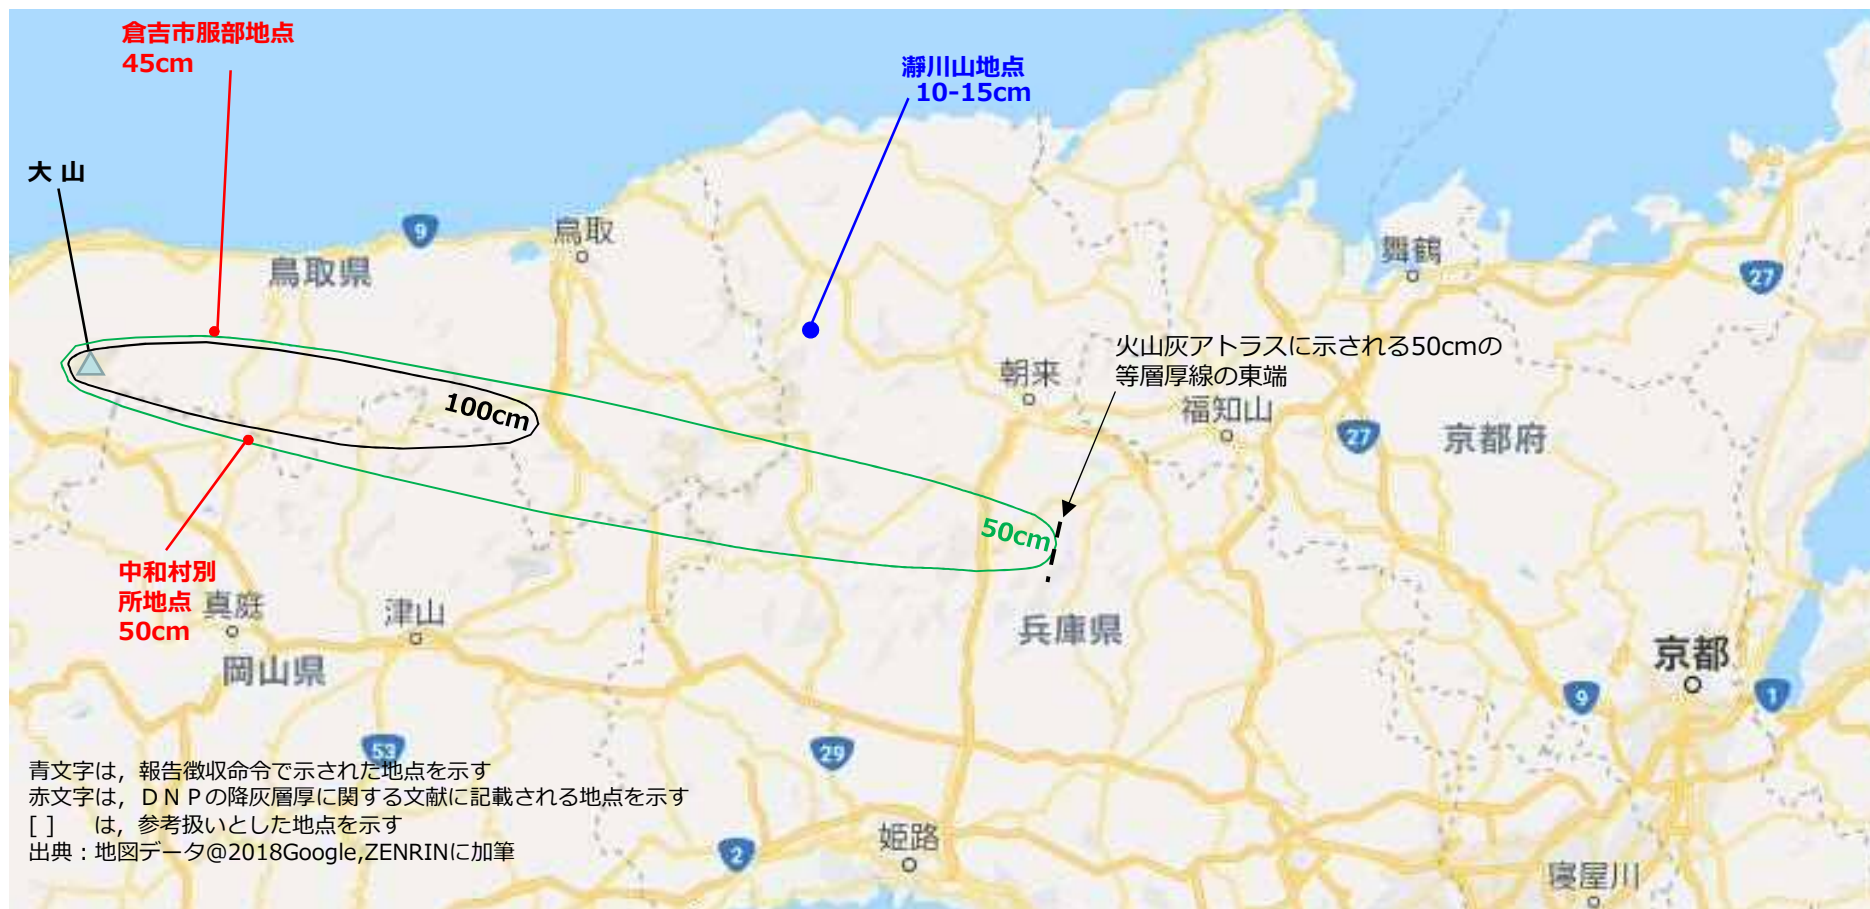 倉吉市服部地点
45cm
瀞川山地点
10-15cm
大 山
9
鳥取
鳥取県
舞鶴
27
火山灰アトラスに示される50cmの
等層厚線の東端
朝来
福知山
100cm
27
京都府
50cm
中和村別
所地点
50cm
真庭
津山
兵庫県
岡山県
京都
9
1
53
29
青文字は，報告徴収命令で示された地点を示す
赤文字は，ＤＮＰの降灰層厚に関する文献に記載される地点を示す
[ ]　は，参考扱いとした地点を示す
出典：地図データ@2018Google,ZENRINに加筆
2
姫路
寝屋川